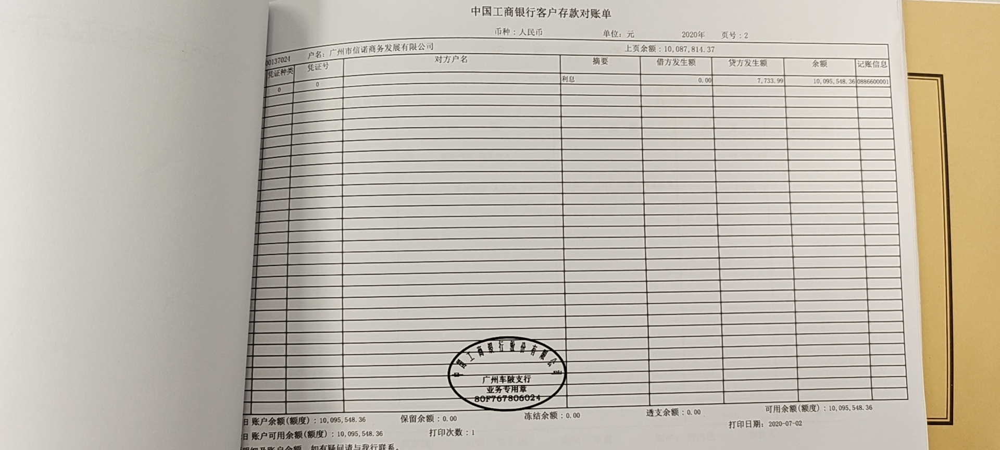 中国工商银行客户存款对账单
币种：人民币 单位：元 2020年 页号：2
00137024 户名：广州市信诺商务发展有限公司 上页余额：10,087,814.37
凭证种类 凭证号 对方户名 摘要 借方发生额 贷方发生额 余额 记账信息
0 0 利息 0.00 7,733.99 10,095,548.36 0886600001
中国工商银行股份有限公司
广州车陂支行
业务专用章
80F767806024
日 账户余额(额度)：10,095,548.36 保留余额：0.00 冻结余额：0.00 透支余额：0.00 可用余额(额度)：10,095,548.36
日 账户可用余额(额度)：10,095,548.36 打印次数：1 打印日期：2020-07-02
明细及账户余额，如有疑问请与我行联系。